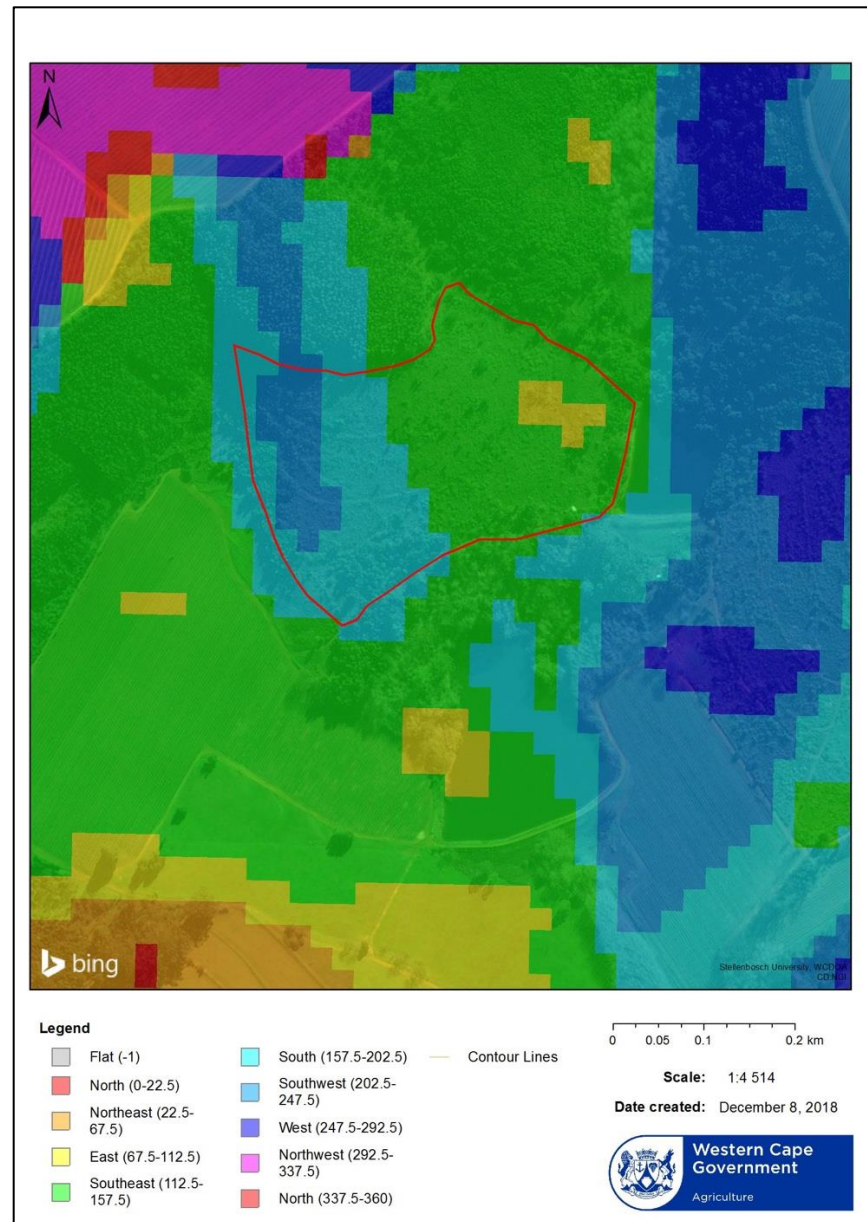 N
bing
Stellenbosch University, WCDOA
CD:NGI
Legend
Flat (-1)
North (0-22.5)
Northeast (22.5-
67.5)
East (67.5-112.5)
Southeast (112.5-
157.5)
South (157.5-202.5)
Southwest (202.5-
247.5)
West (247.5-292.5)
Northwest (292.5-
337.5)
North (337.5-360)
Contour Lines
0 0.05 0.1 0.2 km
Scale: 1:4 514
Date created: December 8, 2018
Western Cape
Government
Agriculture